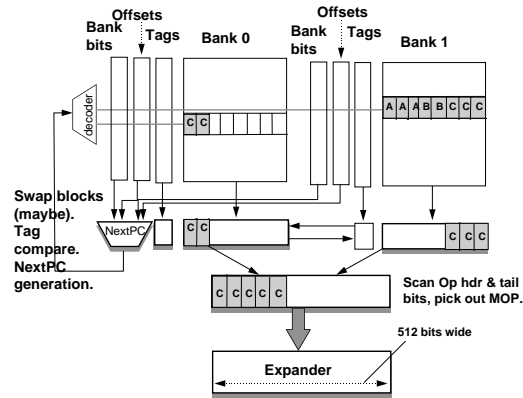 Offsets
Bank bits
Tags
Bank 0
Offsets
Bank bits
Tags
Bank 1
decoder
C C
A A A B B C C C
Swap blocks
(maybe).
Tag
compare.
NextPC
generation.
NextPC
C C
C C C
C C C C C
Scan Op hdr & tail
bits, pick out MOP.
512 bits wide
Expander